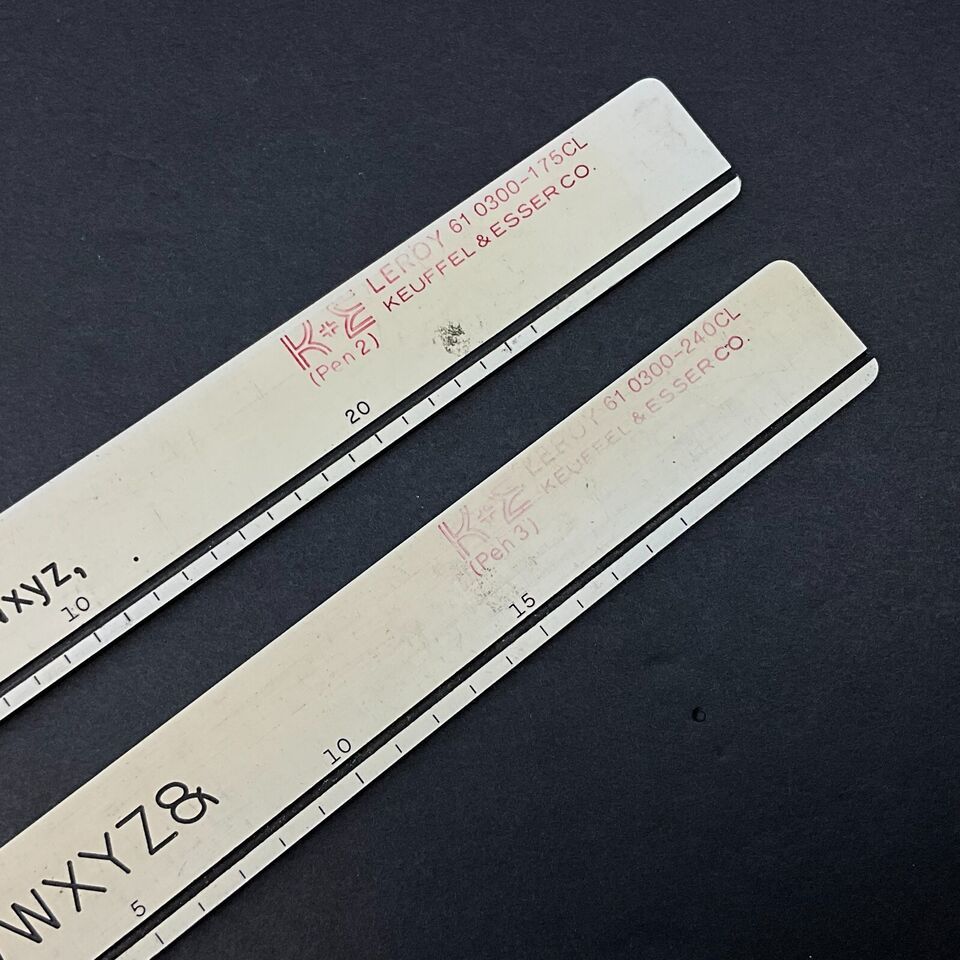 K+E LEROY 61 0300-175CL
(Pen 2) KEUFFEL & ESSER CO.
20
xyz, .
10
K+E LEROY 61 0300-240CL
(Pen 3) KEUFFEL & ESSER CO.
15
10
WXYZ&
5